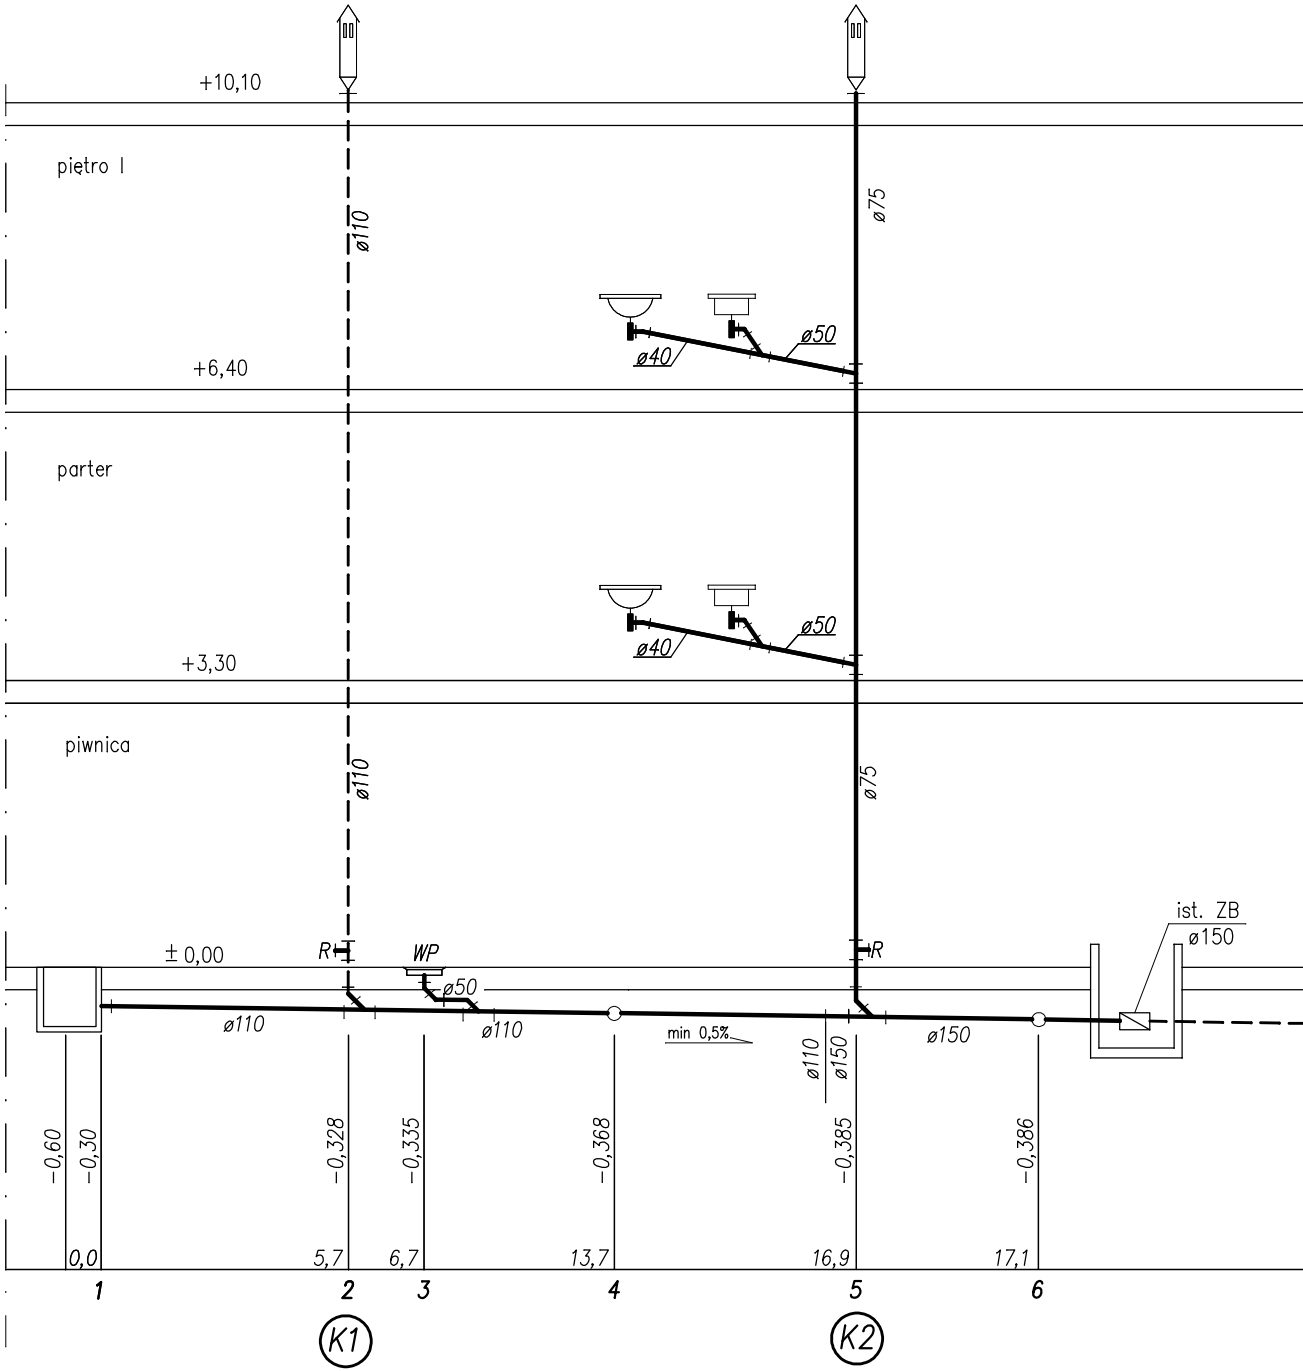 +10,10
piętro I
ø110
ø75
ø50
ø40
+6,40
parter
ø50
ø40
+3,30
piwnica
ø110
ø75
ist. ZB
ø150
± 0,00
R
WP
R
ø50
ø110
ø110
min 0,5%
ø110
ø150
ø150
-0,60
-0,30
-0,328
-0,335
-0,368
-0,385
-0,386
0,0
5,7
6,7
13,7
16,9
17,1
1
2
3
4
5
6
K1
K2